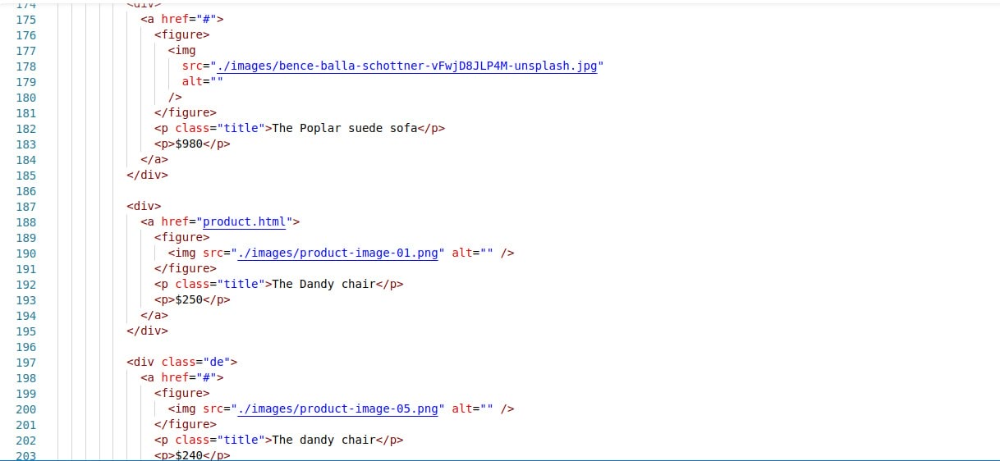 174 <div>
175 <a href="#">
176 <figure>
177 <img
178 src="./images/bence-balla-schottner-vFwjD8JLP4M-unsplash.jpg"
179 alt=""
180 />
181 </figure>
182 <p class="title">The Poplar suede sofa</p>
183 <p>$980</p>
184 </a>
185 </div>
186
187 <div>
188 <a href="product.html">
189 <figure>
190 <img src="./images/product-image-01.png" alt="" />
191 </figure>
192 <p class="title">The Dandy chair</p>
193 <p>$250</p>
194 </a>
195 </div>
196
197 <div class="de">
198 <a href="#">
199 <figure>
200 <img src="./images/product-image-05.png" alt="" />
201 </figure>
202 <p class="title">The dandy chair</p>
203 <p>$240</p>